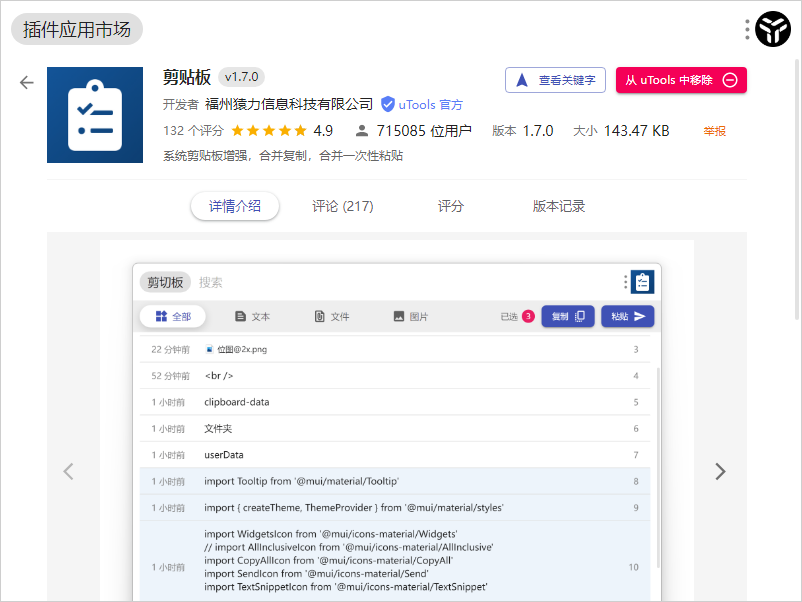 插件应用市场
剪贴板 v1.7.0
查看关键字
从 uTools 中移除
开发者 福州猿力信息科技有限公司 uTools 官方
132 个评分 4.9 715085 位用户 版本 1.7.0 大小 143.47 KB 举报
系统剪贴板增强，合并复制，合并一次性粘贴
详情介绍 评论 (217) 评分 版本记录
剪切板 搜索
全部 文本 文件 图片 已选 3 复制 粘贴
22 分钟前 位图@2x.png 3
52 分钟前 <br /> 4
1 小时前 clipboard-data 5
1 小时前 文件夹 6
1 小时前 userData 7
1 小时前 import Tooltip from '@mui/material/Tooltip' 8
1 小时前 import { createTheme, ThemeProvider } from '@mui/material/styles' 9
import WidgetsIcon from '@mui/icons-material/Widgets'
// import AllInclusiveIcon from '@mui/icons-material/AllInclusive'
1 小时前 import CopyAllIcon from '@mui/icons-material/CopyAll' 10
import SendIcon from '@mui/icons-material/Send'
import TextSnippetIcon from '@mui/icons-material/TextSnippet'